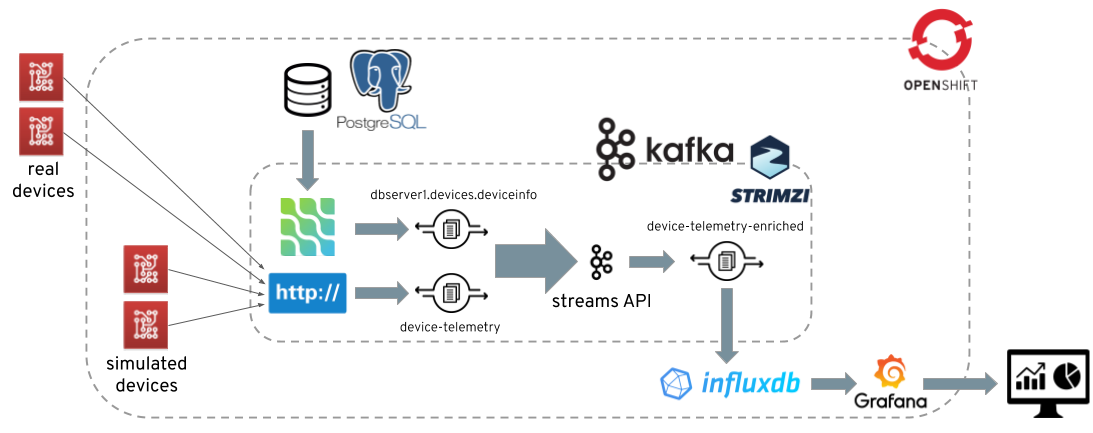 OPENSHIFT
PostgreSQL
kafka
STRIMZI
real
devices
dbserver1.devices.deviceinfo
device-telemetry-enriched
http://
streams API
device-telemetry
simulated
devices
influxdb
Grafana